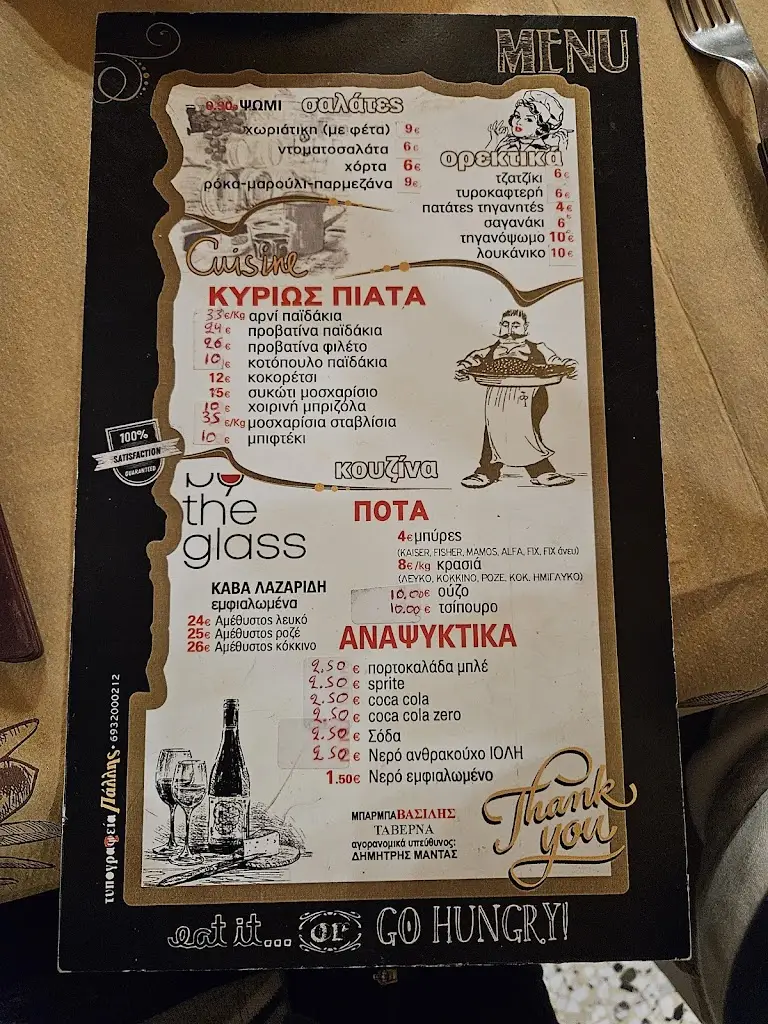 MENU
0.90€ ΨΩΜΙ
σαλάτες
χωριάτικη (με φέτα) 9€
ντοματοσαλάτα 6€
χόρτα 6€
ρόκα-μαρούλι-παρμεζάνα 9€
ορεκτικά
τζατζίκι 6€
τυροκαφτερή 6€
πατάτες τηγανητές 4€
σαγανάκι 6€
τηγανόψωμο 10€
λουκάνικο 10€
Cuisine
ΚΥΡΙΩΣ ΠΙΑΤΑ
33€/Kg αρνί παϊδάκια
24€ προβατίνα παϊδάκια
26€ προβατίνα φιλέτο
10€ κοτόπουλο παϊδάκια
12€ κοκορέτσι
15€ συκώτι μοσχαρίσιο
10€ χοιρινή μπριζόλα
35€/Kg μοσχαρίσια σταβλίσια
10€ μπιφτέκι
100%
SATISFACTION
GUARANTEED
κουζίνα
by
the
glass
ΚΑΒΑ ΛΑΖΑΡΙΔΗ
εμφιαλωμένα
24€ Αμέθυστος λευκό
25€ Αμέθυστος ροζέ
26€ Αμέθυστος κόκκινο
ΠΟΤΑ
4€ μπύρες
(KAISER, FISHER, MAMOS, ALFA, FIX, FIX άνευ)
8€/kg κρασιά
(ΛΕΥΚΟ, ΚΟΚΚΙΝΟ, ΡΟΖΕ, ΚΟΚ. ΗΜΙΓΛΥΚΟ)
10,00€ ούζο
10.00€ τσίπουρο
ΑΝΑΨΥΚΤΙΚΑ
2.50€ πορτοκαλάδα μπλέ
2.50€ sprite
2.50€ coca cola
2.50€ coca cola zero
2.50€ Σόδα
2.50€ Νερό ανθρακούχο ΙΟΛΗ
1.50€ Νερό εμφιαλωμένο
ΜΠΑΡΜΠΑ ΒΑΣΙΛΗΣ
ΤΑΒΕΡΝΑ
αγορανομικά υπεύθυνος:
ΔΗΜΗΤΡΗΣ ΜΑΝΤΑΣ
Thank
you
τυπογραφεία Γάλλης • 6932000212
eat it... or GO HUNGRY!